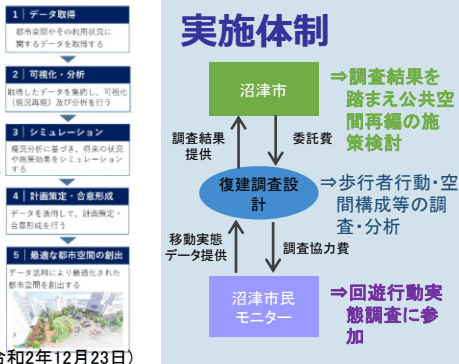 1 データ取得
都市空間やその利用状況に
関するデータを取得する
2 可視化・分析
取得したデータを集約し、可視化
(現況再現)及び分析を行う
3 シミュレーション
現況分析に基づき、将来の状況
や施策効果をシミュレーション
する
4 計画策定・合意形成
データを活用して、計画策定・
合意形成を行う
5 最適な都市空間の創出
データ活用により最適化された
都市空間を創出する
令和2年12月23日)
実施体制
沼津市
⇒調査結果を
踏まえ公共空
間再編の施
策検討
調査結果
提供
委託費
復建調査設
計
⇒歩行者行動・空
間構成等の調
査・分析
移動実態
データ提供
調査協力費
沼津市民
モニター
⇒回遊行動実
態調査に参
加